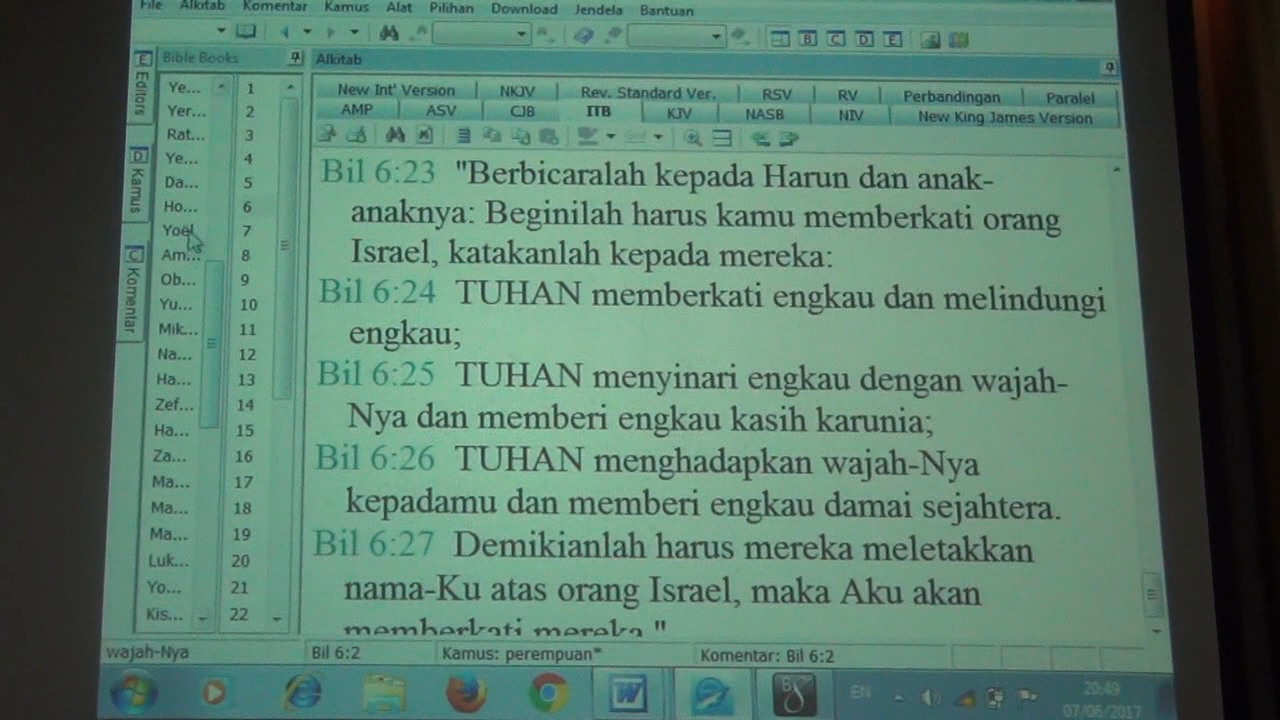 File Alkitab Komentar Kamus Alat Pilihan Download Jendela Bantuan
B C D E
Bible Books
Alkitab
E Editors
D Kamus
C Komentar
Ye... 1
Yer... 2
Rat... 3
Ye... 4
Da... 5
Ho... 6
Yoel 7
Am... 8
Ob... 9
Yu... 10
Mik... 11
Na... 12
Ha... 13
Zef... 14
Ha... 15
Za... 16
Ma... 17
Ma... 18
Ma... 19
Luk... 20
Yo... 21
Kis... 22
New Int' Version NKJV Rev. Standard Ver. RSV RV Perbandingan Paralel
AMP ASV CJB ITB KJV NASB NIV New King James Version
Bil 6:23 "Berbicaralah kepada Harun dan anak-
anaknya: Beginilah harus kamu memberkati orang
Israel, katakanlah kepada mereka:
Bil 6:24 TUHAN memberkati engkau dan melindungi
engkau;
Bil 6:25 TUHAN menyinari engkau dengan wajah-
Nya dan memberi engkau kasih karunia;
Bil 6:26 TUHAN menghadapkan wajah-Nya
kepadamu dan memberi engkau damai sejahtera.
Bil 6:27 Demikianlah harus mereka meletakkan
nama-Ku atas orang Israel, maka Aku akan
memberkati mereka."
wajah-Nya Bil 6:2 Kamus: perempuan* Komentar: Bil 6:2
EN 20:49
07/06/2017